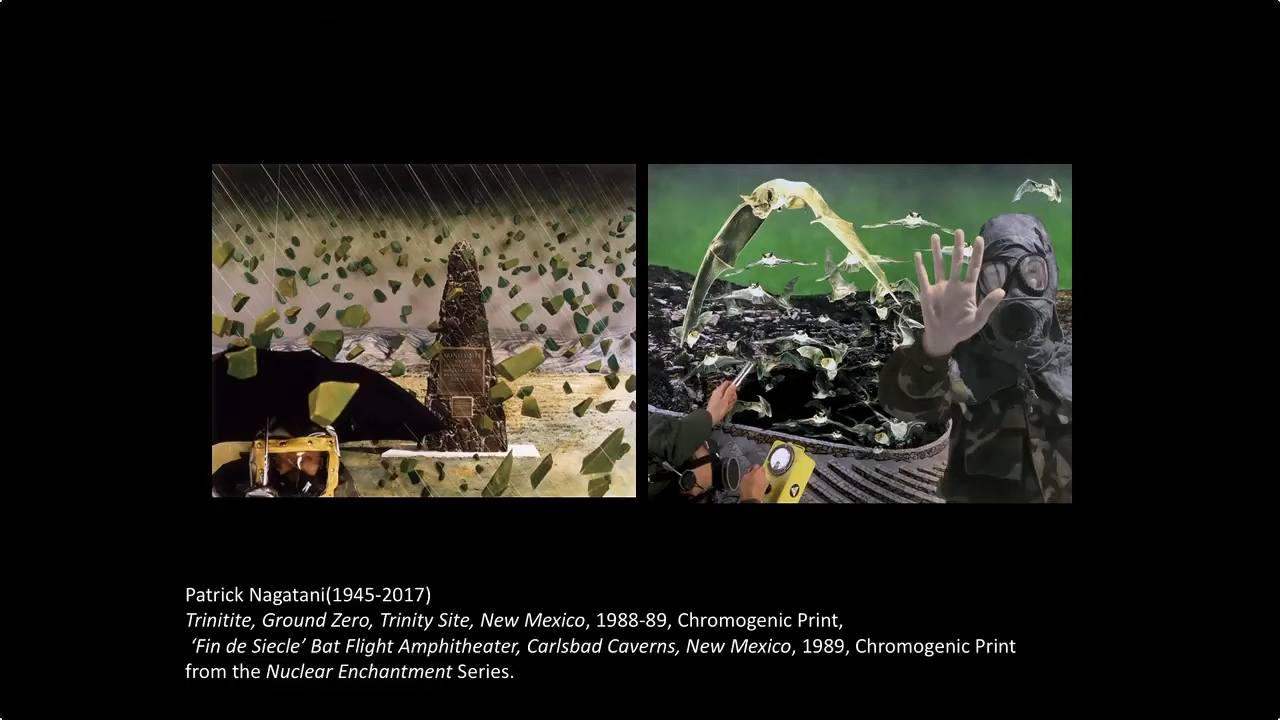 Patrick Nagatani(1945-2017)
Trinitite, Ground Zero, Trinity Site, New Mexico, 1988-89, Chromogenic Print,
‘Fin de Siecle’ Bat Flight Amphitheater, Carlsbad Caverns, New Mexico, 1989, Chromogenic Print
from the Nuclear Enchantment Series.